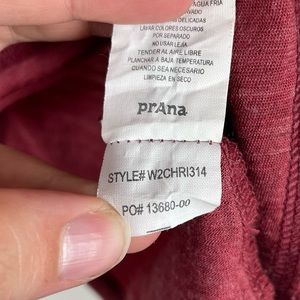 AGUA FRIA
DELICADAS
LAVAR COLORES OSCUROS
POR SEPARADO
NO USAR LEJIA
TENDER AL AIRE LIBRE
PLANCHAR A BAJA TEMPERATURA
CUANDO SEA NECESARIO
LIMPIEZA EN SECO
prAna
STYLE# W2CHRI314
PO# 13680-00